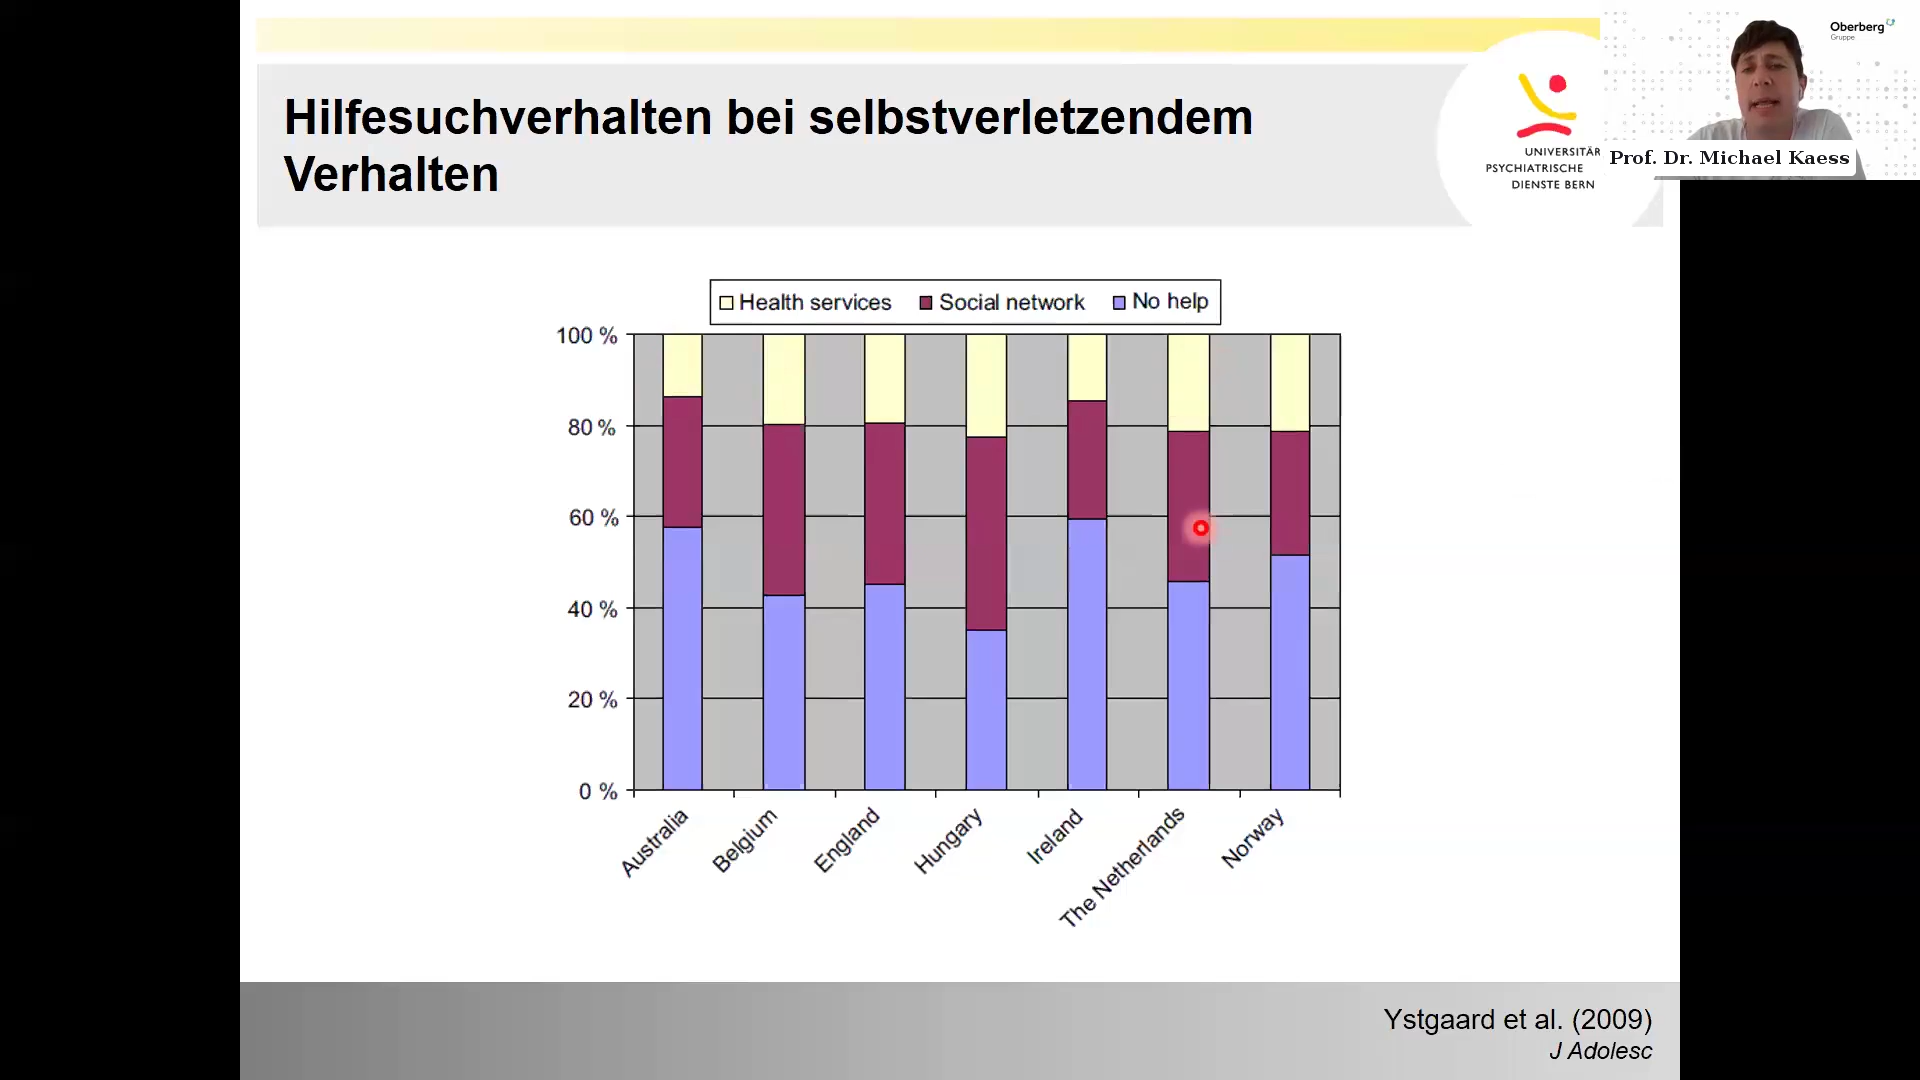 Oberberg
Gruppe
Hilfesuchverhalten bei selbstverletzendem
Verhalten
UNIVERSITÄR
PSYCHIATRISCHE
DIENSTE BERN
Prof. Dr. Michael Kaess
Health services
Social network
No help
100 %
80 %
60 %
40 %
20 %
0 %
Australia
Belgium
England
Hungary
Ireland
The Netherlands
Norway
Ystgaard et al. (2009)
J Adolesc